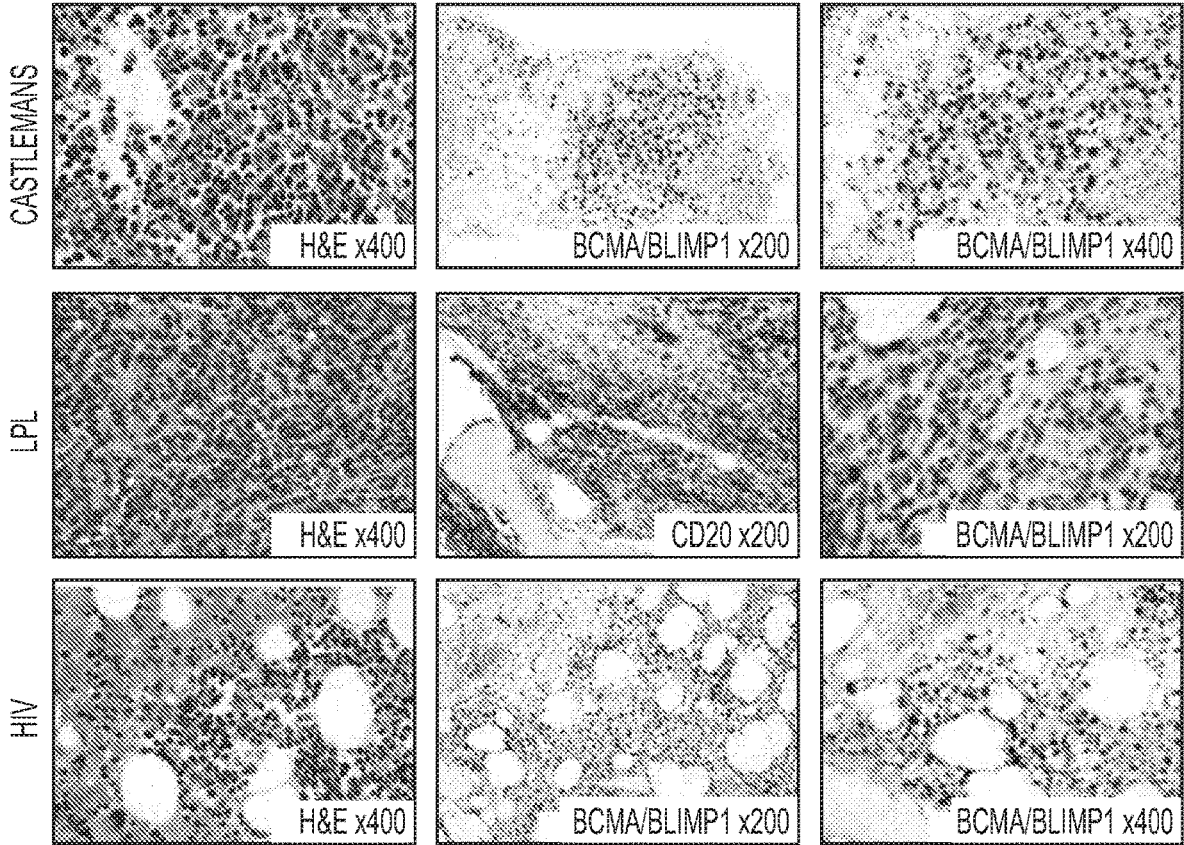 CASTLEMANS
H&E x400
BCMA/BLIMP1 x200
BCMA/BLIMP1 x400
LPL
H&E x400
CD20 x200
BCMA/BLIMP1 x200
HIV
H&E x400
BCMA/BLIMP1 x200
BCMA/BLIMP1 x400